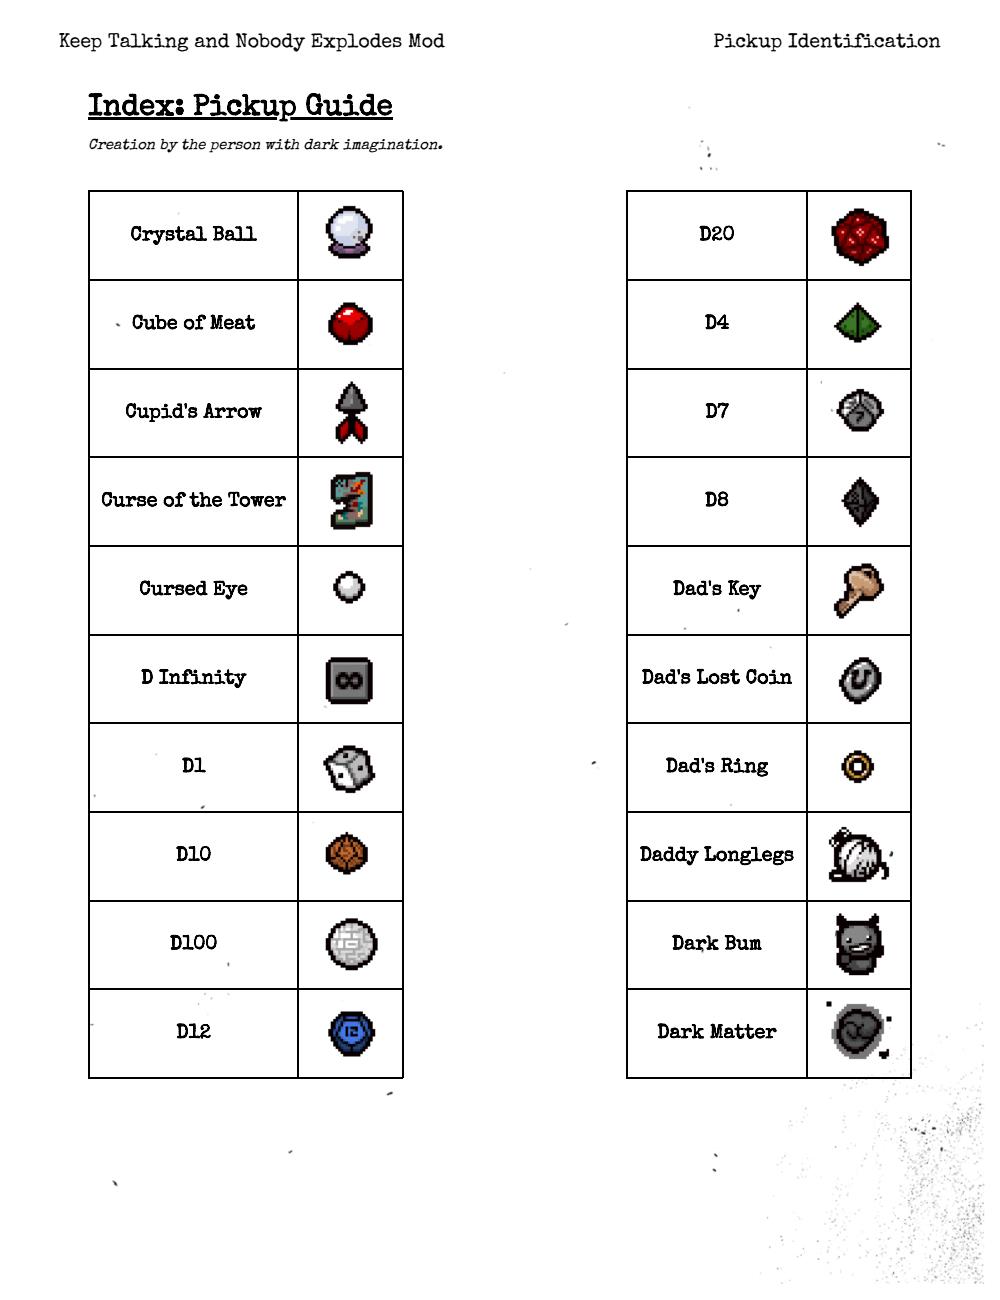 Keep Talking and Nobody Explodes Mod
Pickup Identification
Index: Pickup Guide
Creation by the person with dark imagination.
Crystal Ball
Cube of Meat
Cupid's Arrow
Curse of the Tower
Cursed Eye
D Infinity
∞
D1
D10
D100
D12
12
D20
D4
D7
7
D8
Dad's Key
Dad's Lost Coin
Dad's Ring
Daddy Longlegs
Dark Bum
Dark Matter